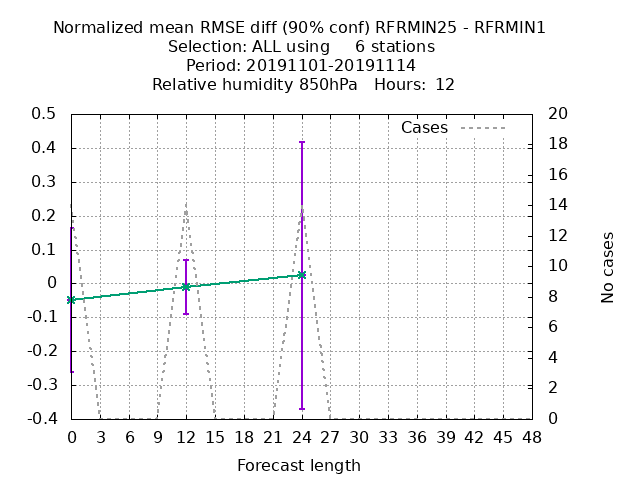 Normalized mean RMSE diff (90% conf) RFRMIN25 - RFRMIN1
Selection: ALL using     6 stations
Period: 20191101-20191114
Relative humidity 850hPa   Hours:  12
0.5
0.4
0.3
0.2
0.1
0
-0.1
-0.2
-0.3
-0.4
Cases
20
18
16
14
12
10
8
6
4
2
0
No cases
0 3 6 9 12 15 18 21 24 27 30 33 36 39 42 45 48
Forecast length